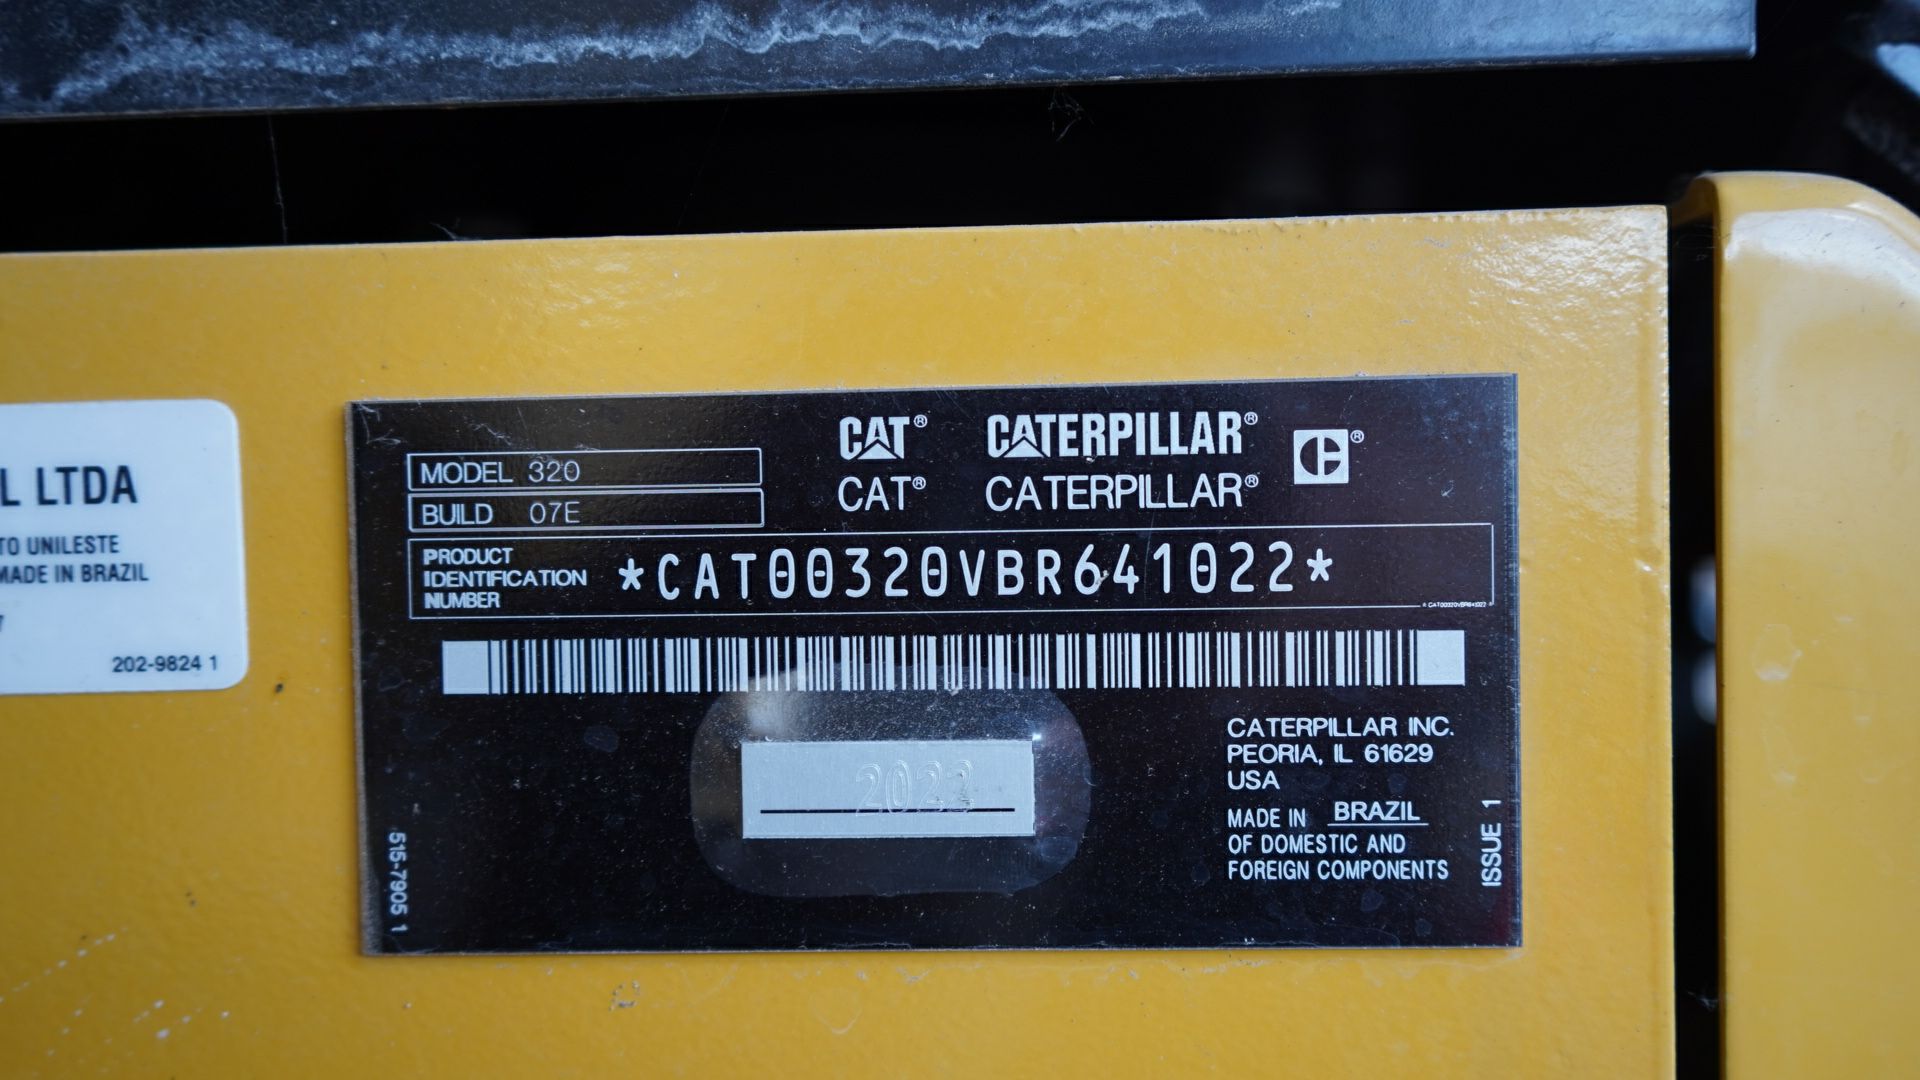 L LTDA
TO UNILESTE
MADE IN BRAZIL
7
202-9824 1
MODEL 320
BUILD 07E
CAT® CATERPILLAR®
CAT® CATERPILLAR®
PRODUCT
IDENTIFICATION
NUMBER
*CAT00320VBR641022*
*CAT00320VBR641022*
2022
CATERPILLAR INC.
PEORIA, IL 61629
USA
MADE IN BRAZIL
OF DOMESTIC AND
FOREIGN COMPONENTS
ISSUE 1
515-7905 1